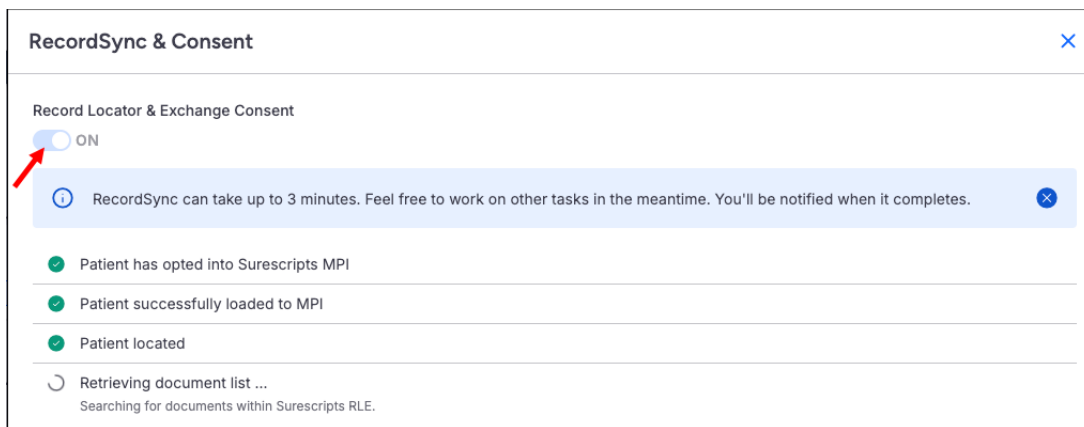 RecordSync & Consent
Record Locator & Exchange Consent
ON
RecordSync can take up to 3 minutes. Feel free to work on other tasks in the meantime. You'll be notified when it completes.
Patient has opted into Surescripts MPI
Patient successfully loaded to MPI
Patient located
Retrieving document list ...
Searching for documents within Surescripts RLE.